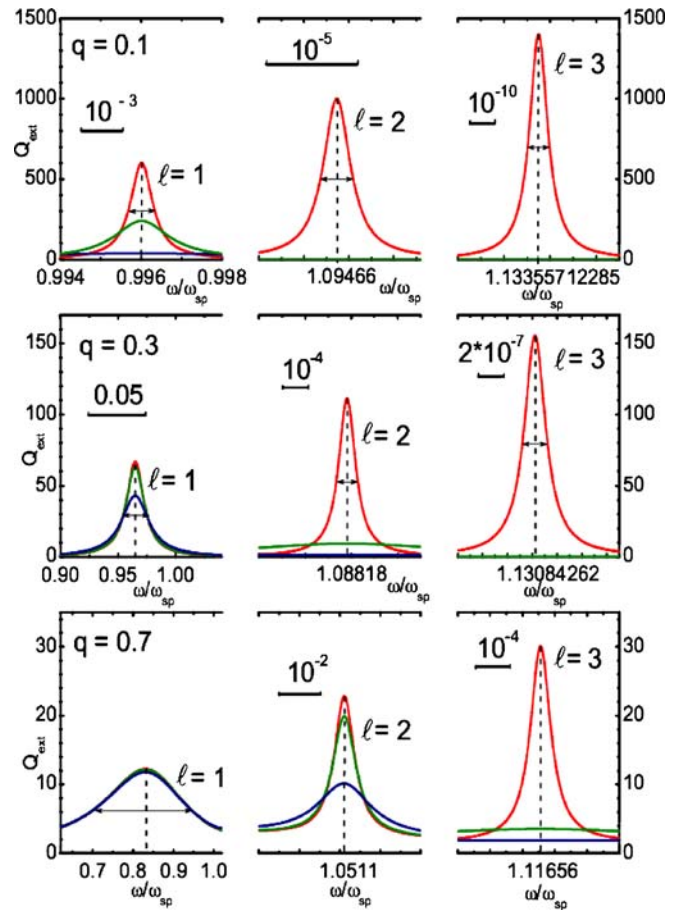 1500 q = 0.1 10⁻⁵ 1500
ℓ = 3
1000 10⁻³ ℓ = 2 10⁻¹⁰ 1000
Q_ext
ℓ = 1
500 500
0 0
0.994 0.996 0.998 1.09466 1.13355712285
ω/ω_sp ω/ω_sp ω/ω_sp
150 q = 0.3 10⁻⁴ 2*10⁻⁷ ℓ = 3 150
0.05
100 ℓ = 2 100
Q_ext
ℓ = 1
50 50
0 0
0.90 0.95 1.00 1.08818 1.13084262
ω/ω_sp ω/ω_sp ω/ω_sp
30 q = 0.7 10⁻² 10⁻⁴ ℓ = 3 30
20 ℓ = 2 20
Q_ext
ℓ = 1
10 10
0 0
0.7 0.8 0.9 1.0 1.0511 1.11656
ω/ω_sp ω/ω_sp ω/ω_sp